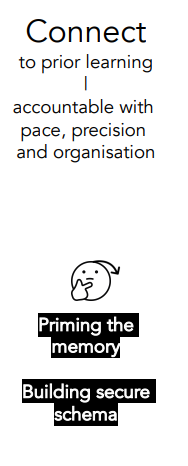 Connect
to prior learning
|
accountable with
pace, precision
and organisation
Priming the
memory
Building secure
schema